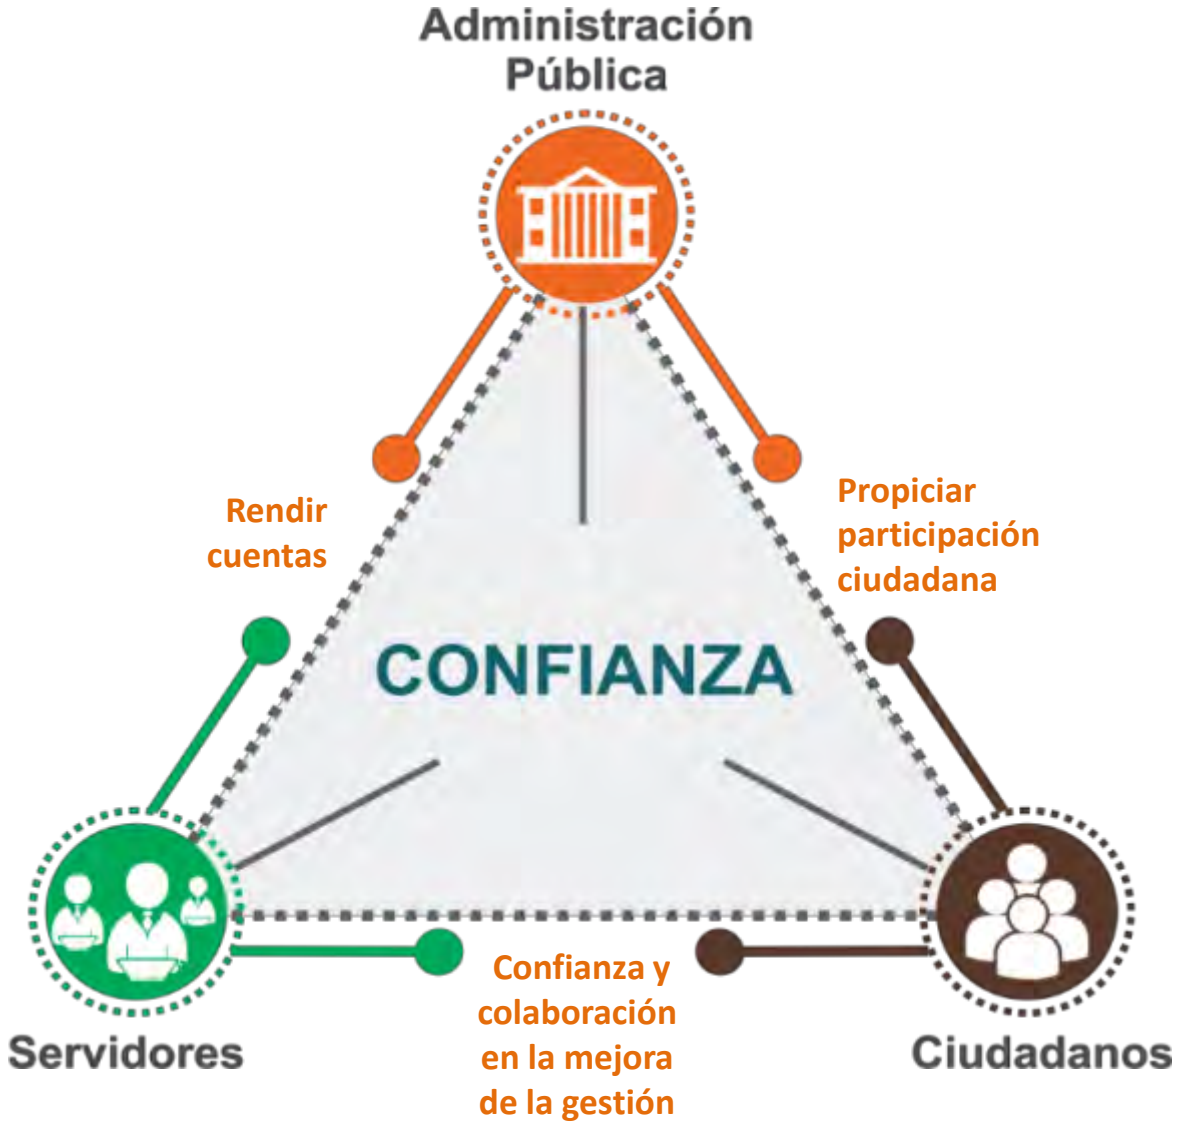 Administración
Pública
Rendir
cuentas
Propiciar
participación
ciudadana
CONFIANZA
Servidores
Confianza y
colaboración
en la mejora
de la gestión
Ciudadanos